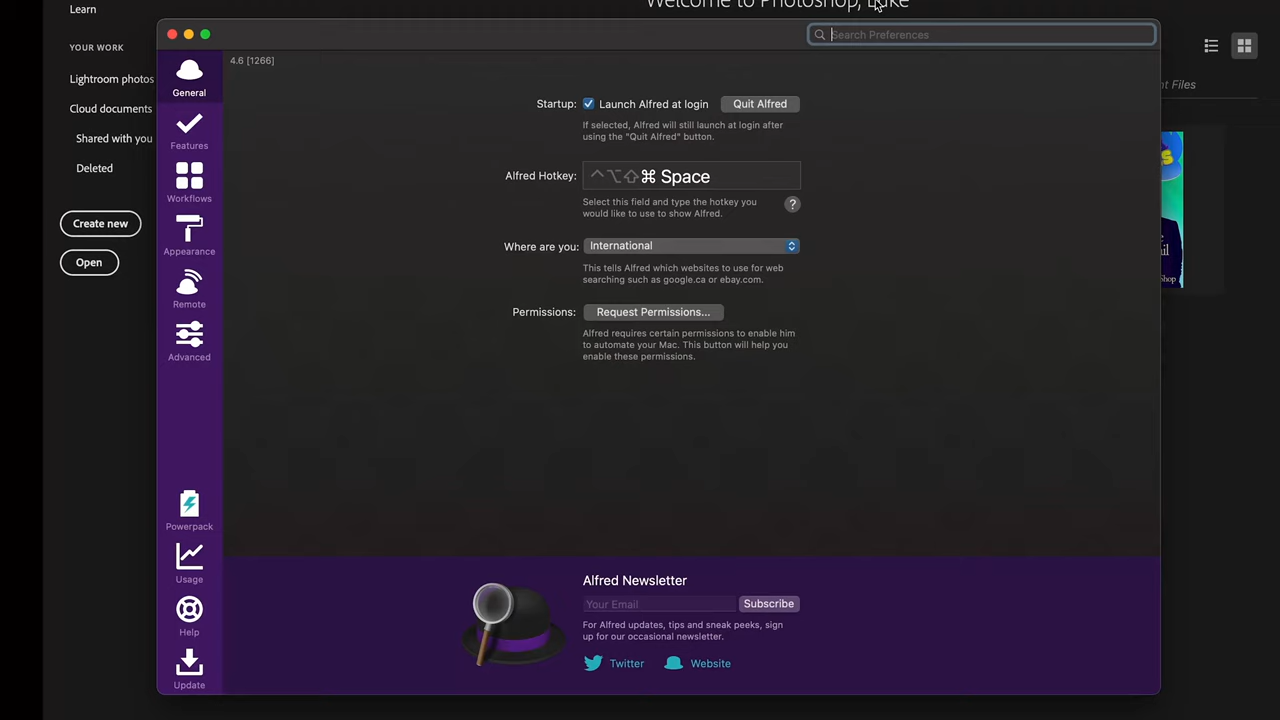 Learn
Welcome to Photoshop, Luke
YOUR WORK
Lightroom photos
Cloud documents
Shared with you
Deleted
Create new
Open
nt Files
Search Preferences
4.6 [1266]
General
Features
Workflows
Appearance
Remote
Advanced
Powerpack
Usage
Help
Update
Startup: Launch Alfred at login Quit Alfred
If selected, Alfred will still launch at login after
using the "Quit Alfred" button.
Alfred Hotkey: ^⌥⇧⌘ Space
Select this field and type the hotkey you
would like to use to show Alfred. ?
Where are you: International
This tells Alfred which websites to use for web
searching such as google.ca or ebay.com.
Permissions: Request Permissions...
Alfred requires certain permissions to enable him
to automate your Mac. This button will help you
enable these permissions.
Alfred Newsletter
Your Email Subscribe
For Alfred updates, tips and sneak peeks, sign
up for our occasional newsletter.
Twitter Website